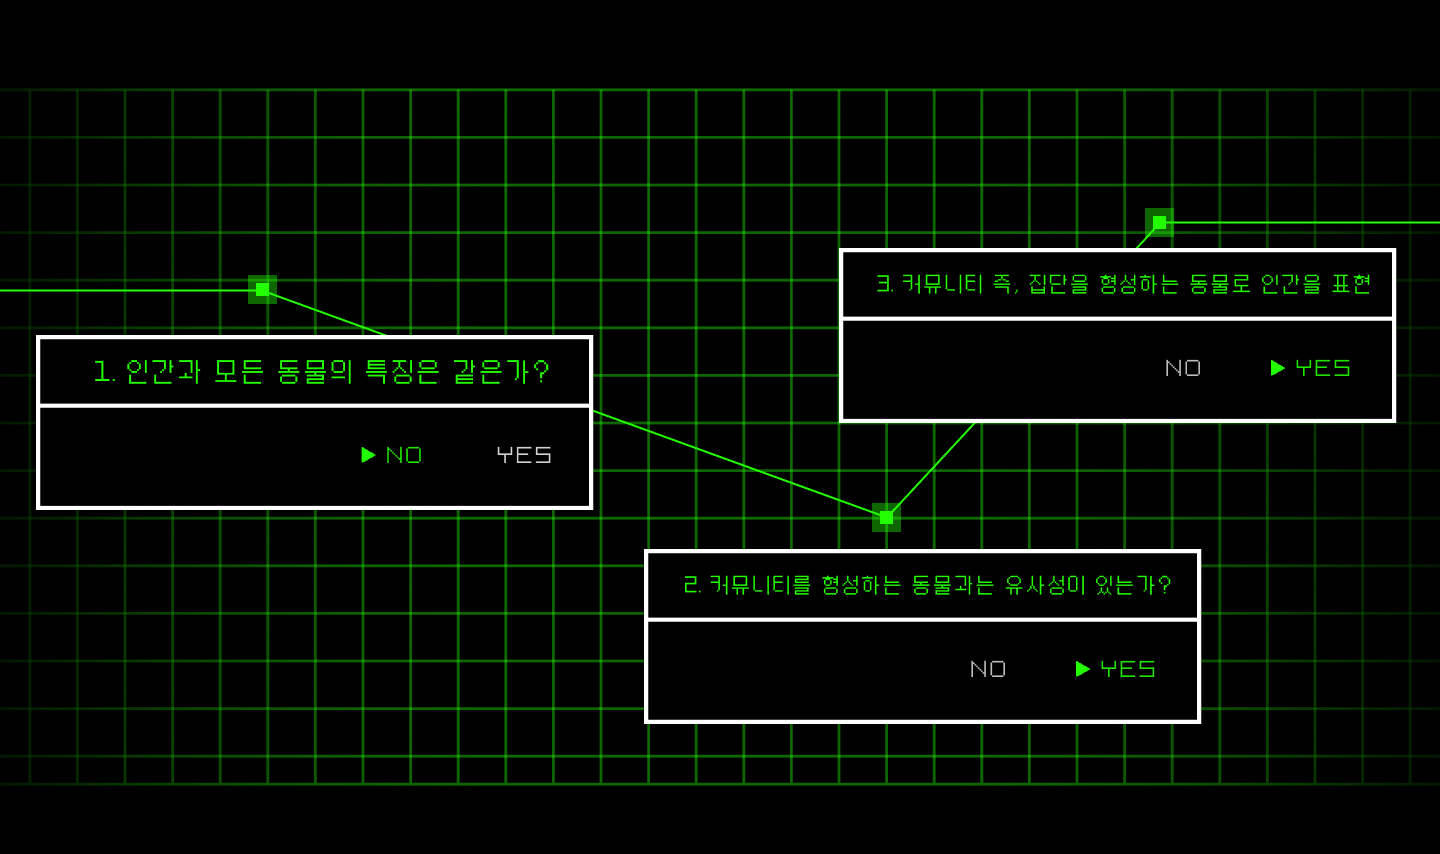 1. 인간과 모든 동물의 특징은 같은가?
▶ NO YES
2. 커뮤니티를 형성하는 동물과는 유사성이 있는가?
NO ▶ YES
3. 커뮤니티 즉, 집단을 형성하는 동물로 인간을 표현
NO ▶ YES